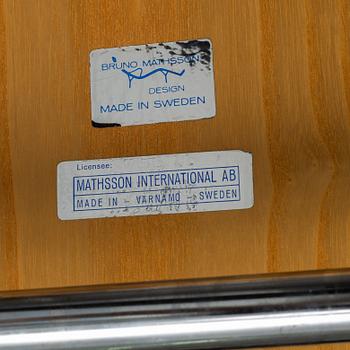 BRUNO MATHSSON
DESIGN
MADE IN SWEDEN
Licensee:
MATHSSON INTERNATIONAL AB
MADE IN - VÄRNAMO - SWEDEN